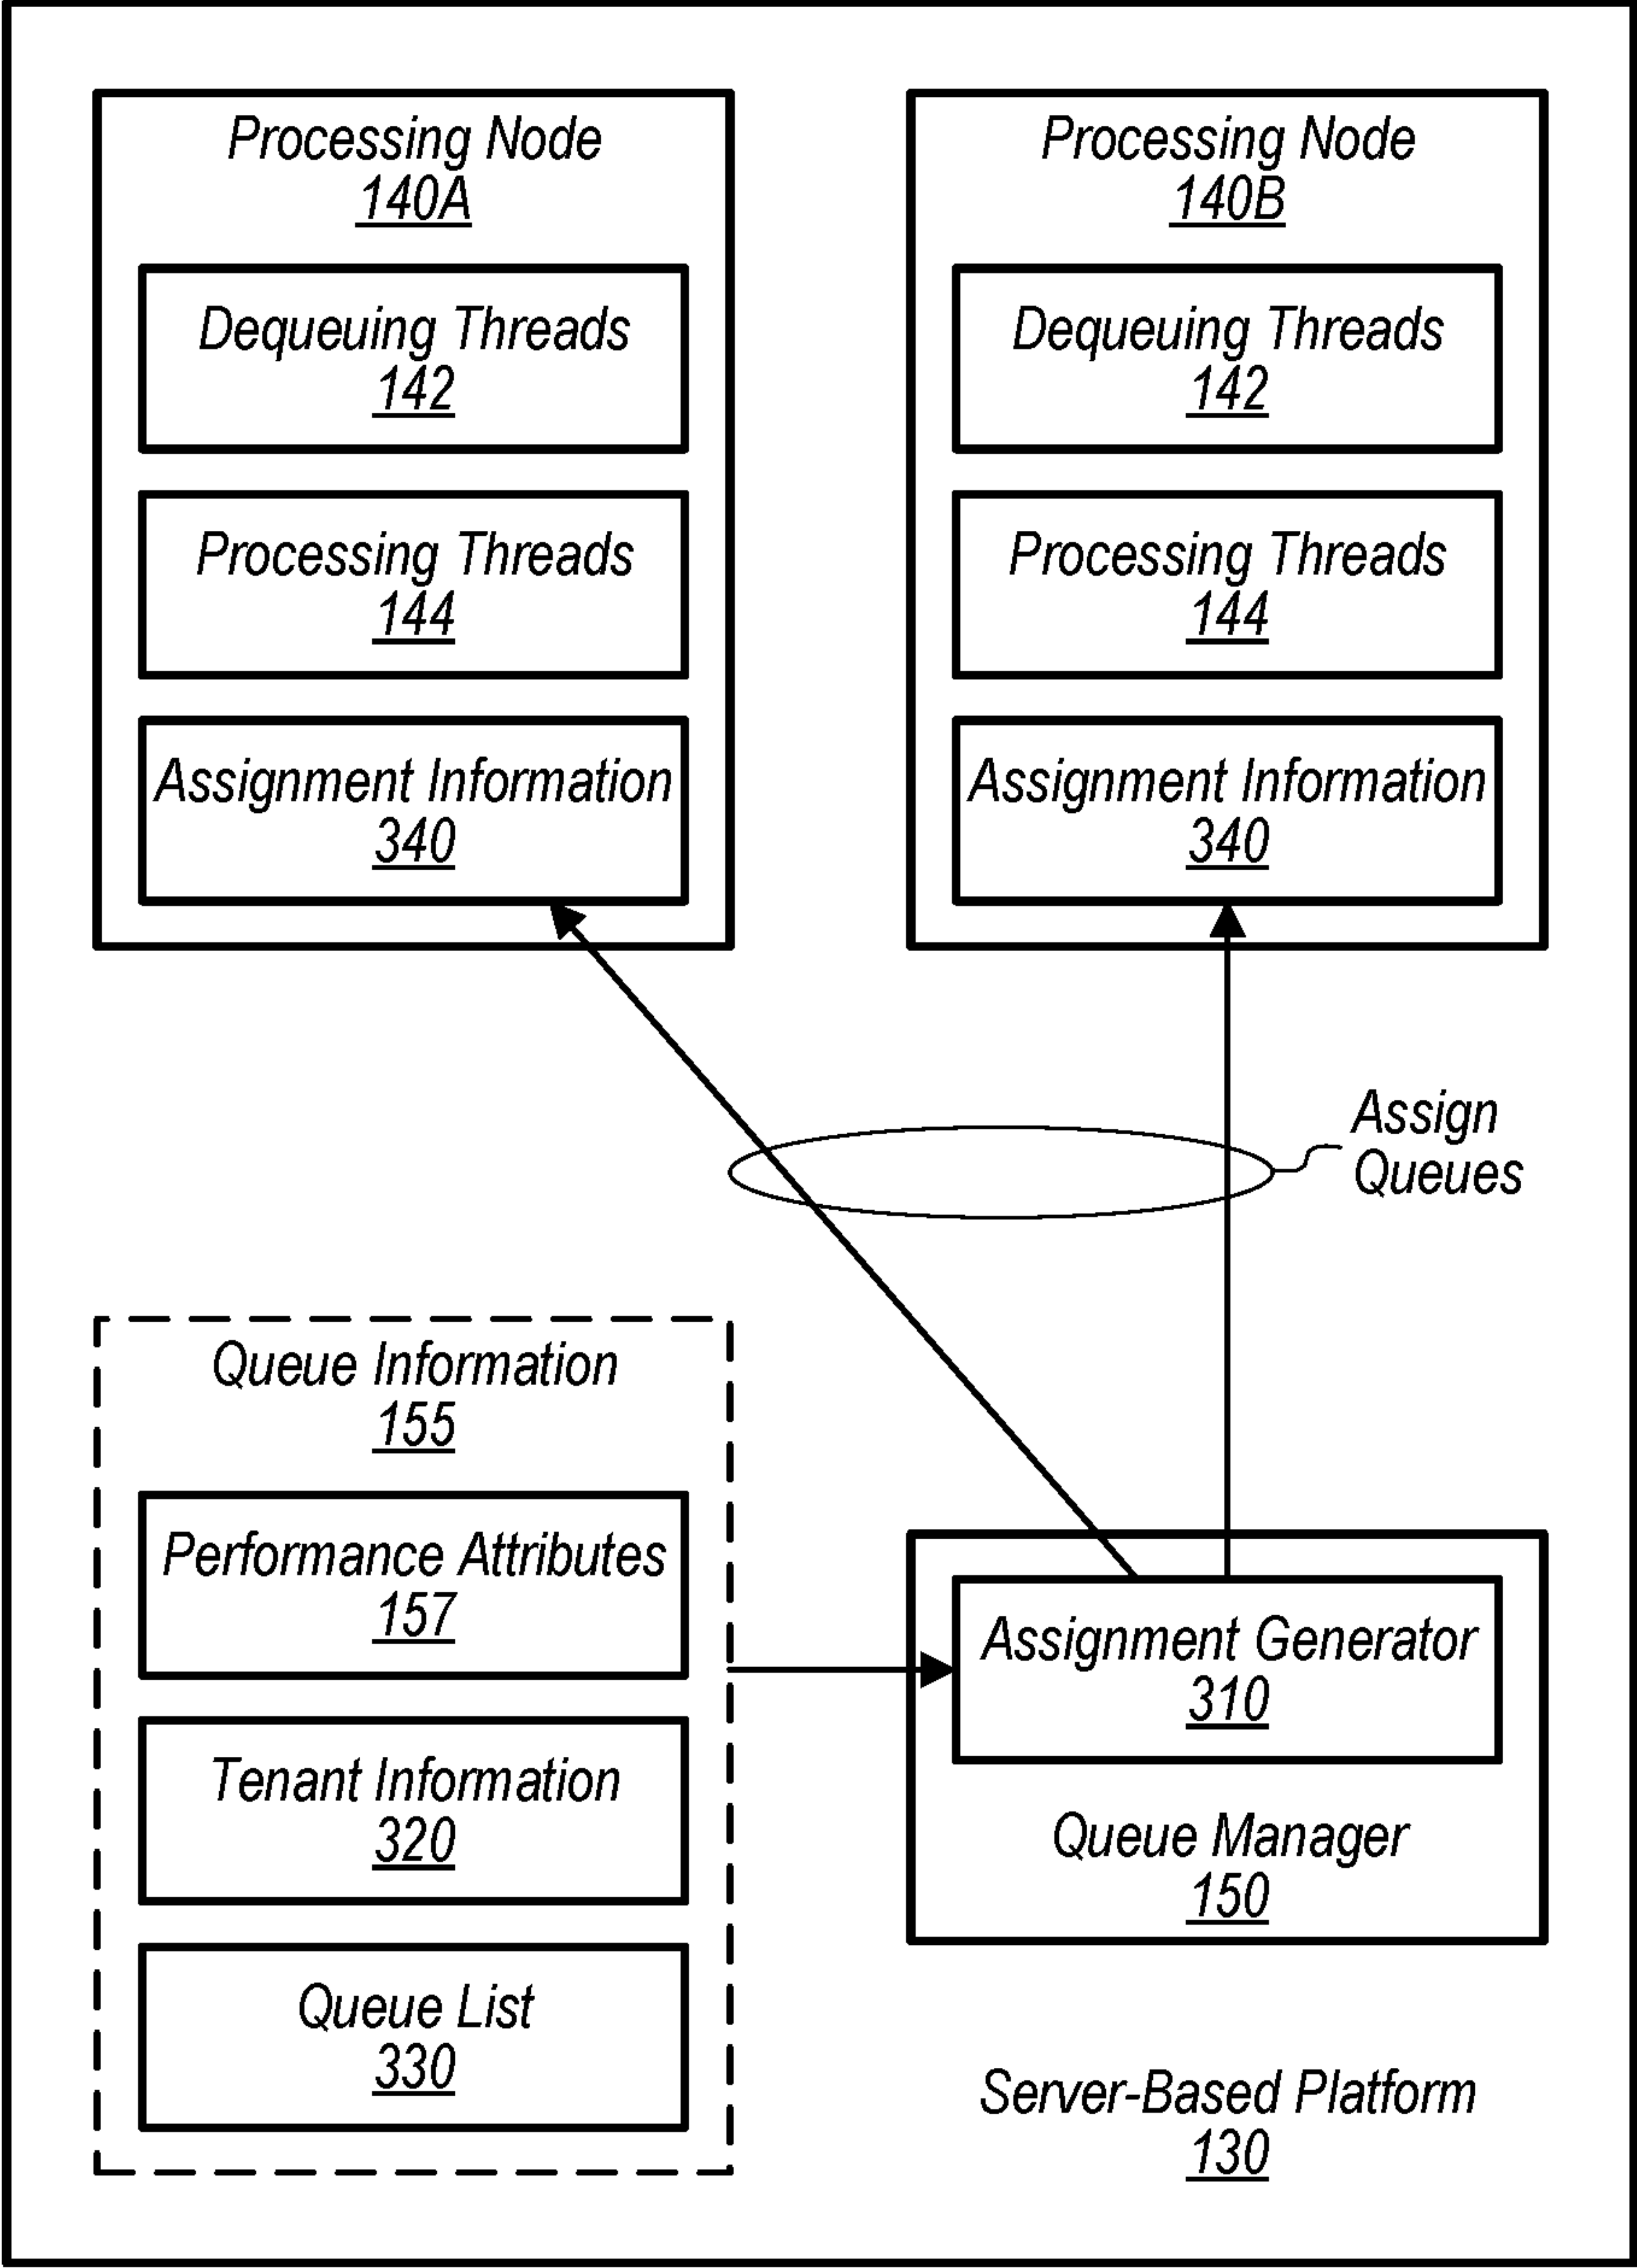 Processing Node
140A
Dequeuing Threads
142
Processing Threads
144
Assignment Information
340
Processing Node
140B
Dequeuing Threads
142
Processing Threads
144
Assignment Information
340
Assign
Queues
Queue Information
155
Performance Attributes
157
Tenant Information
320
Queue List
330
Assignment Generator
310
Queue Manager
150
Server-Based Platform
130